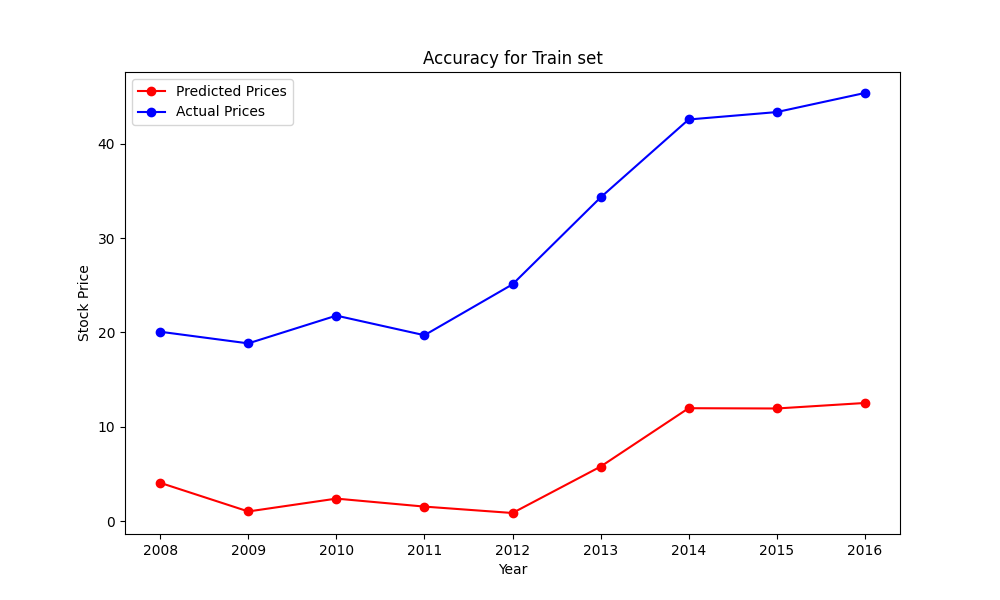 Accuracy for Train set
Predicted Prices
Actual Prices
Stock Price
40
30
20
10
0
2008 2009 2010 2011 2012 2013 2014 2015 2016
Year